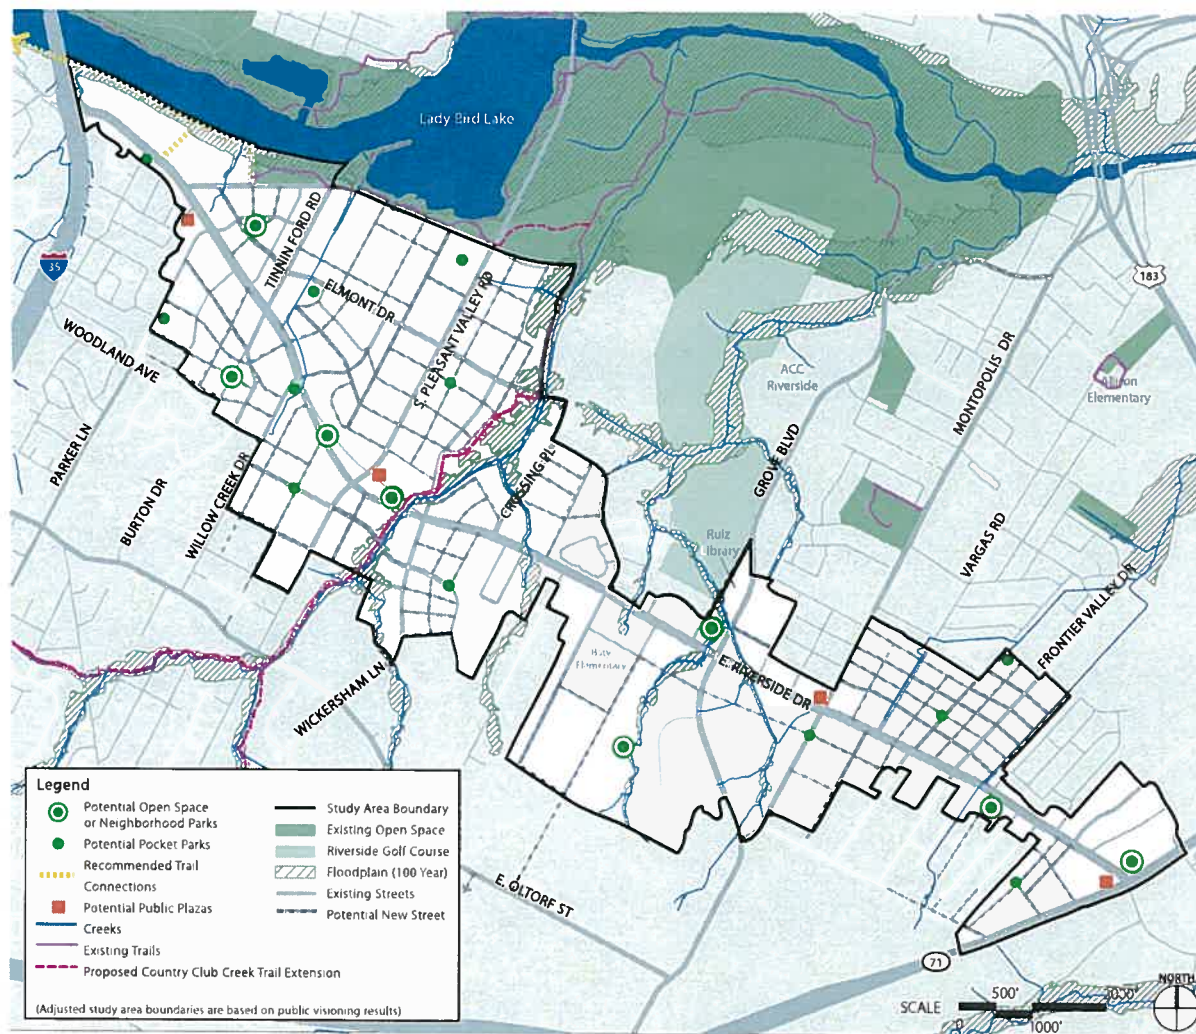 Lady Bird Lake
35
183
TINNIN FORD RD
ELMONT DR
S. PLEASANT VALLEY RD
WOODLAND AVE
PARKER LN
BURTON DR
WILLOW CREEK DR
CROSSING PL
WICKERSHAM LN
ACC
Riverside
GROVE BLVD
MONTOPOLIS DR
Allison
Elementary
Ruiz
Library
VARGAS RD
FRONTIER VALLEY DR
Baty
Elementary
E. RIVERSIDE DR
E. OLTORF ST
71
Legend
Potential Open Space
or Neighborhood Parks
Potential Pocket Parks
Recommended Trail
Connections
Potential Public Plazas
Creeks
Existing Trails
Proposed Country Club Creek Trail Extension
Study Area Boundary
Existing Open Space
Riverside Golf Course
Floodplain (100 Year)
Existing Streets
Potential New Street
(Adjusted study area boundaries are based on public visioning results)
NORTH
SCALE
500'
0
1000'